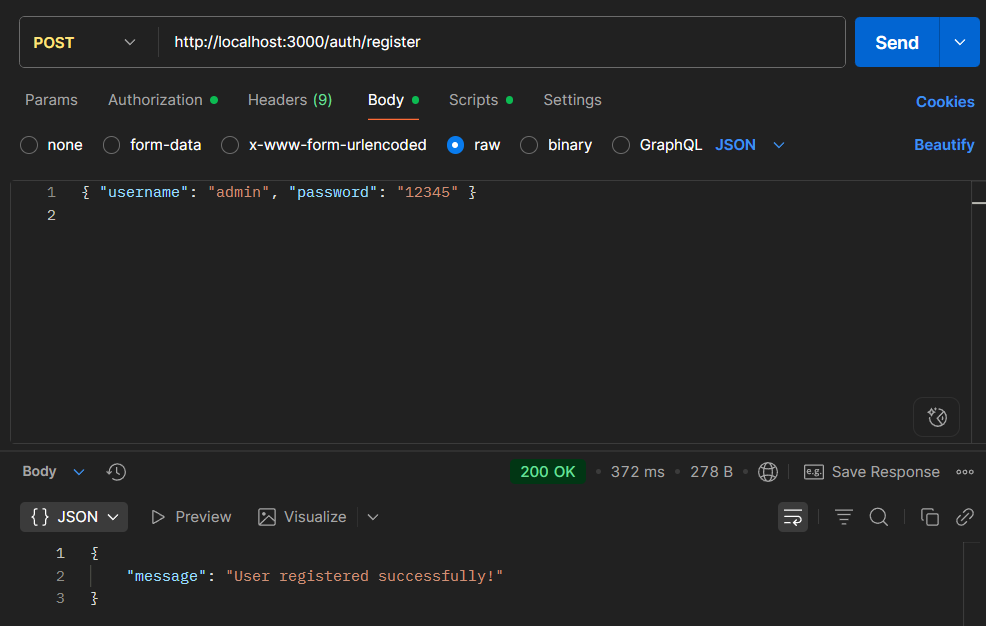 POST http://localhost:3000/auth/register Send
Params Authorization Headers (9) Body Scripts Settings Cookies
none form-data x-www-form-urlencoded raw binary GraphQL JSON Beautify
1 { "username": "admin", "password": "12345" }
2
Body 200 OK • 372 ms • 278 B • e.g. Save Response
{} JSON Preview Visualize
1 {
2 "message": "User registered successfully!"
3 }